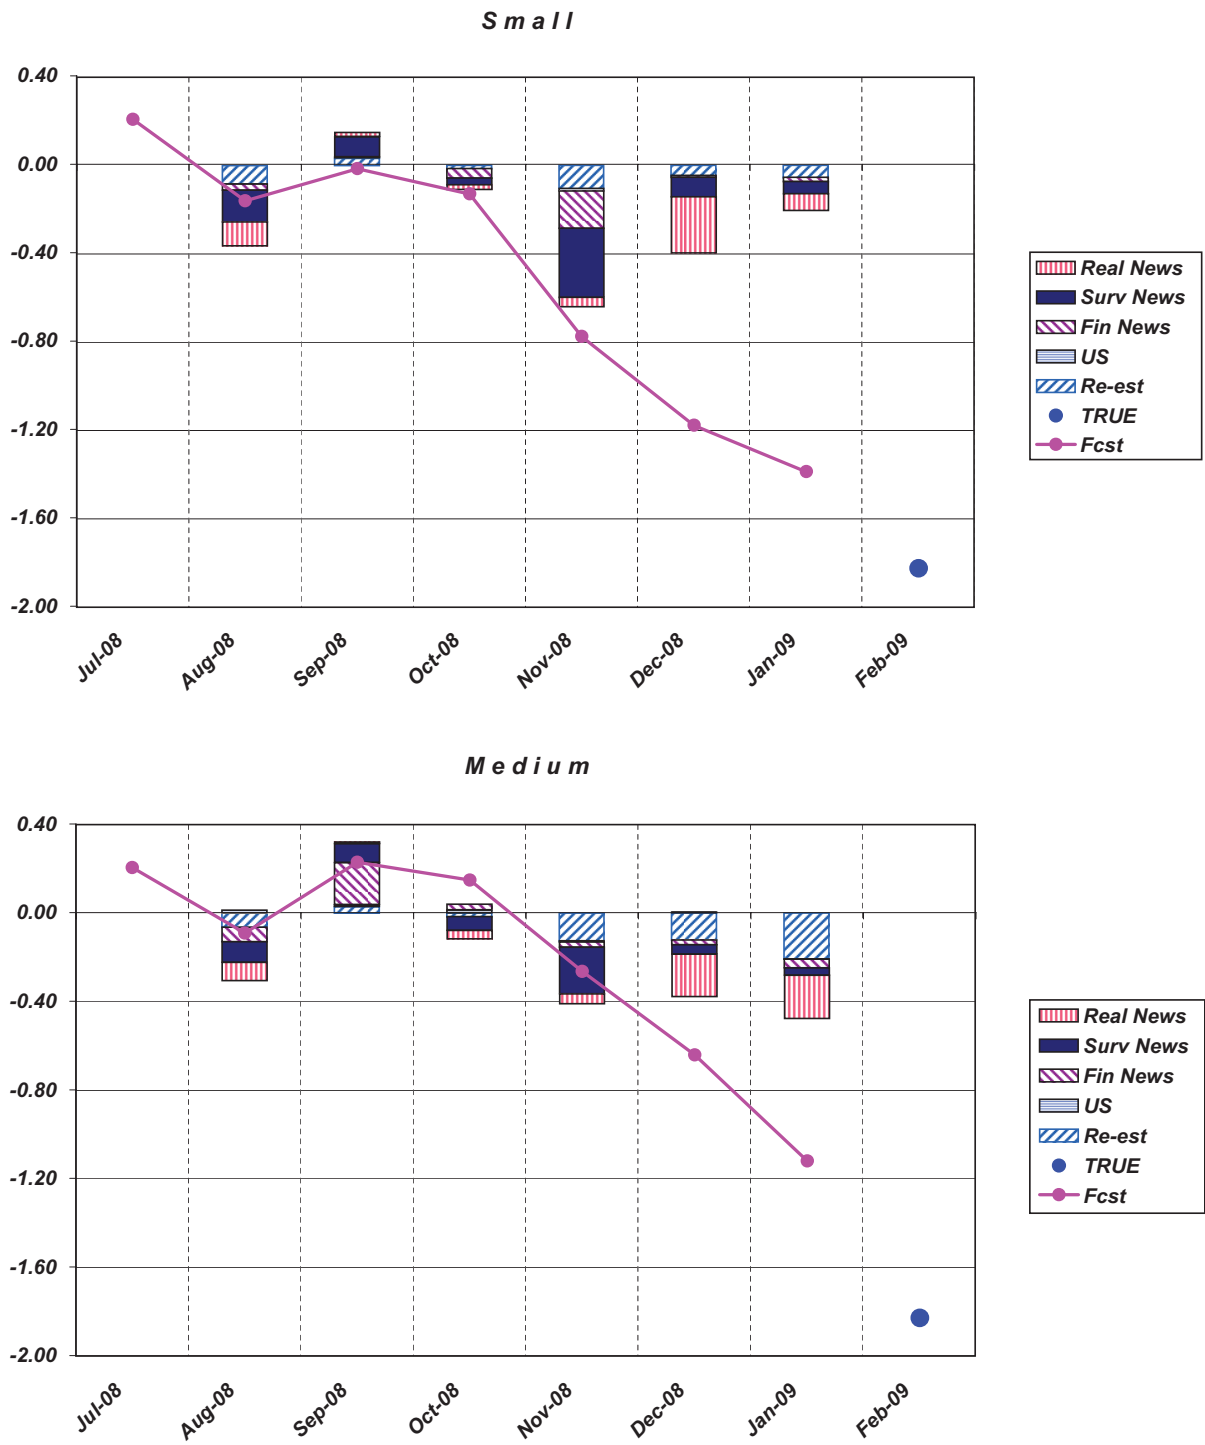 Small
0.40
0.00
-0.40
-0.80
-1.20
-1.60
-2.00
Jul-08
Aug-08
Sep-08
Oct-08
Nov-08
Dec-08
Jan-09
Feb-09
Real News
Surv News
Fin News
US
Re-est
TRUE
Fcst
Medium
0.40
0.00
-0.40
-0.80
-1.20
-1.60
-2.00
Jul-08
Aug-08
Sep-08
Oct-08
Nov-08
Dec-08
Jan-09
Feb-09
Real News
Surv News
Fin News
US
Re-est
TRUE
Fcst